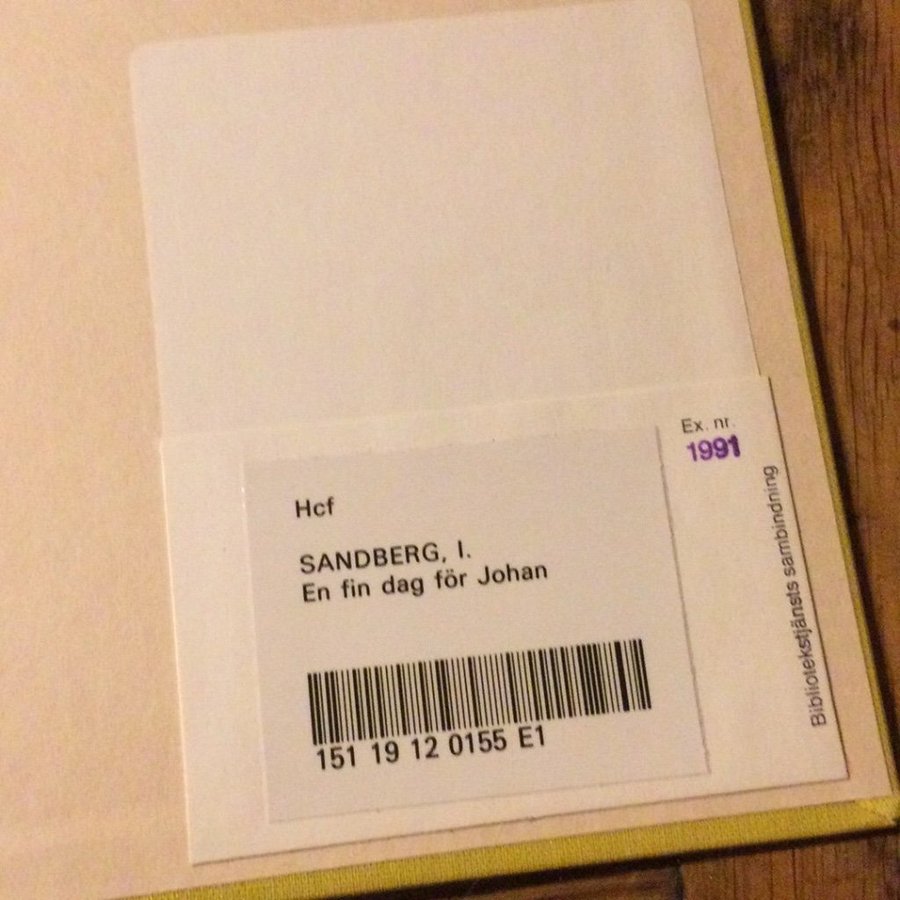 Ex. nr.
1991
Hcf
SANDBERG, I.
En fin dag för Johan
151 19 12 0155 E1
Bibliotekstjänsts sambindning